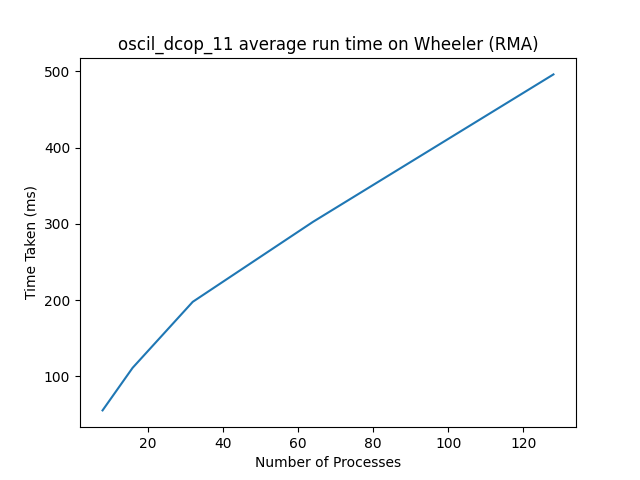 oscil_dcop_11 average run time on Wheeler (RMA)
500
400
300
200
100
Time Taken (ms)
20 40 60 80 100 120
Number of Processes